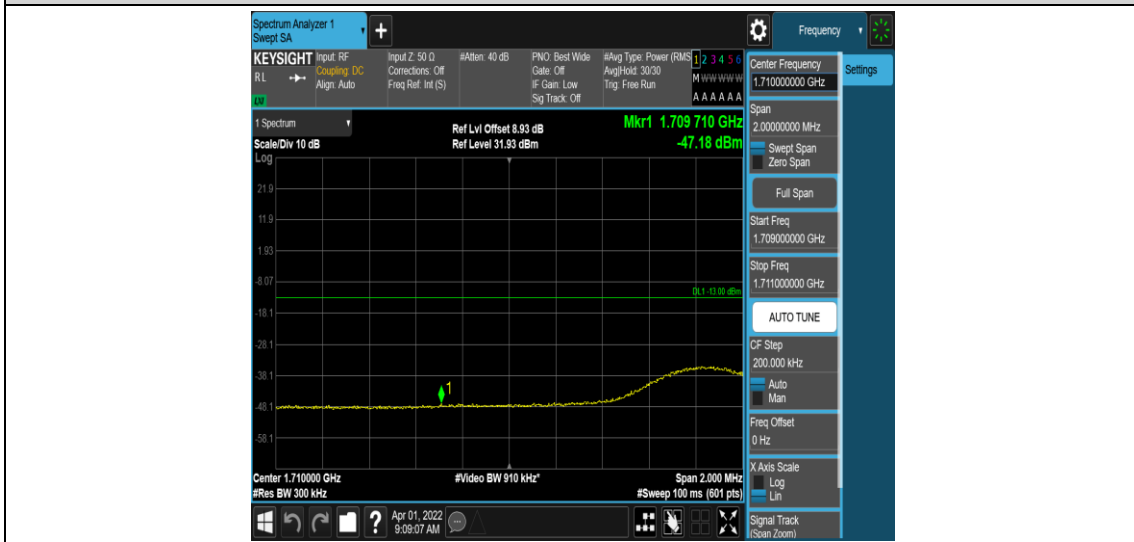 Spectrum Analyzer 1
Swept SA
+
Frequency
KEYSIGHT
RL
Input: RF
Coupling: DC
Align: Auto
Input Z: 50 Ω
Corrections: Off
Freq Ref: Int (S)
#Atten: 40 dB
PNO: Best Wide
Gate: Off
IF Gain: Low
Sig Track: Off
#Avg Type: Power (RMS
Avg|Hold: 30/30
Trig: Free Run
1 2 3 4 5 6
M W W W W W
A A A A A A
1 Spectrum
Scale/Div 10 dB
Ref Lvl Offset 8.93 dB
Ref Level 31.93 dBm
Mkr1 1.709 710 GHz
-47.18 dBm
Log
21.9
11.9
1.93
-8.07
-18.1
-28.1
-38.1
-48.1
-58.1
DL1 -13.00 dBm
1
Center 1.710000 GHz
#Res BW 300 kHz
#Video BW 910 kHz*
Span 2.000 MHz
#Sweep 100 ms (601 pts)
?
Apr 01, 2022
9:09:07 AM
Center Frequency
1.710000000 GHz
Settings
Span
2.00000000 MHz
Swept Span
Zero Span
Full Span
Start Freq
1.709000000 GHz
Stop Freq
1.711000000 GHz
AUTO TUNE
CF Step
200.000 kHz
Auto
Man
Freq Offset
0 Hz
X Axis Scale
Log
Lin
Signal Track
(Span Zoom)